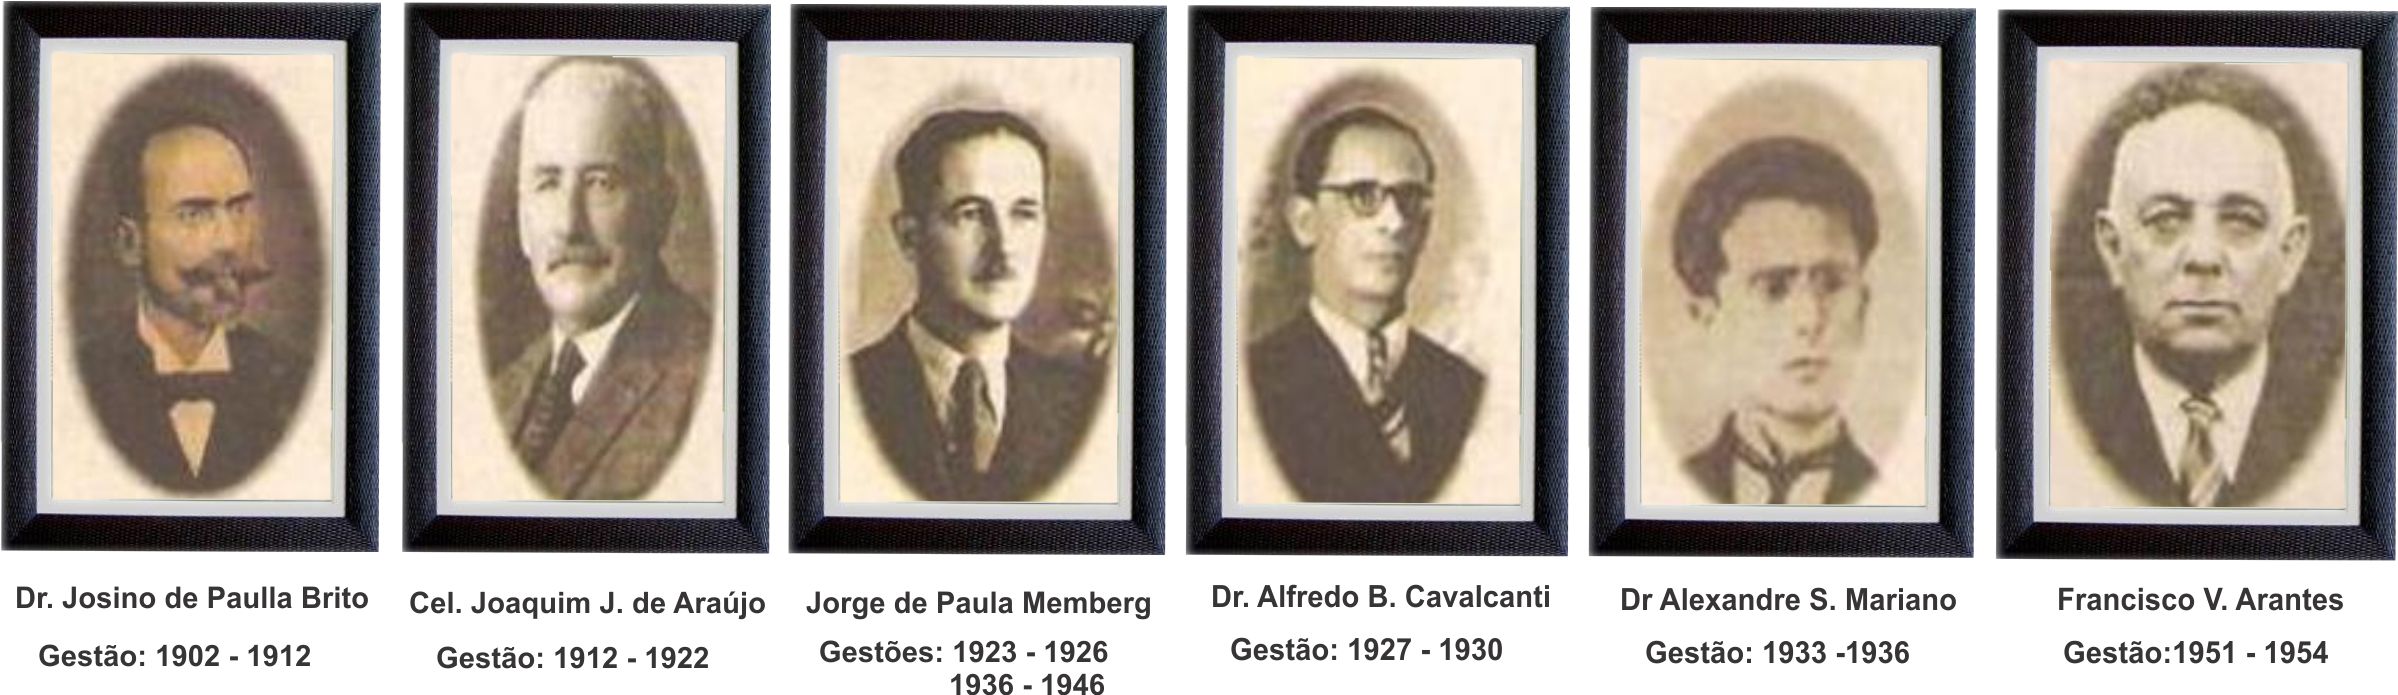 Dr. Josino de Paulla Brito
Gestão: 1902 - 1912
Cel. Joaquim J. de Araújo
Gestão: 1912 - 1922
Jorge de Paula Memberg
Gestões: 1923 - 1926
1936 - 1946
Dr. Alfredo B. Cavalcanti
Gestão: 1927 - 1930
Dr Alexandre S. Mariano
Gestão: 1933 -1936
Francisco V. Arantes
Gestão:1951 - 1954